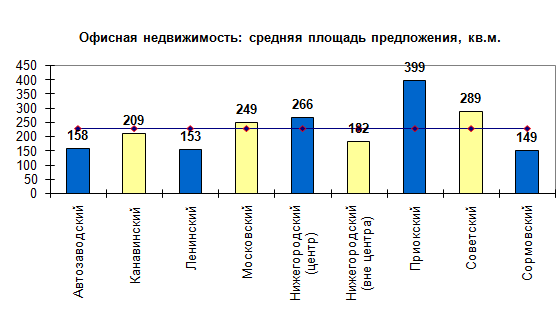 Офисная недвижимость: средняя площадь предложения, кв.м.
450
400
350
300
250
200
150
100
50
0
158
209
153
249
266
182
399
289
149
Автозаводский
Канавинский
Ленинский
Московский
Нижегородский
(центр)
Нижегородский
(вне центра)
Приокский
Советский
Сормовский